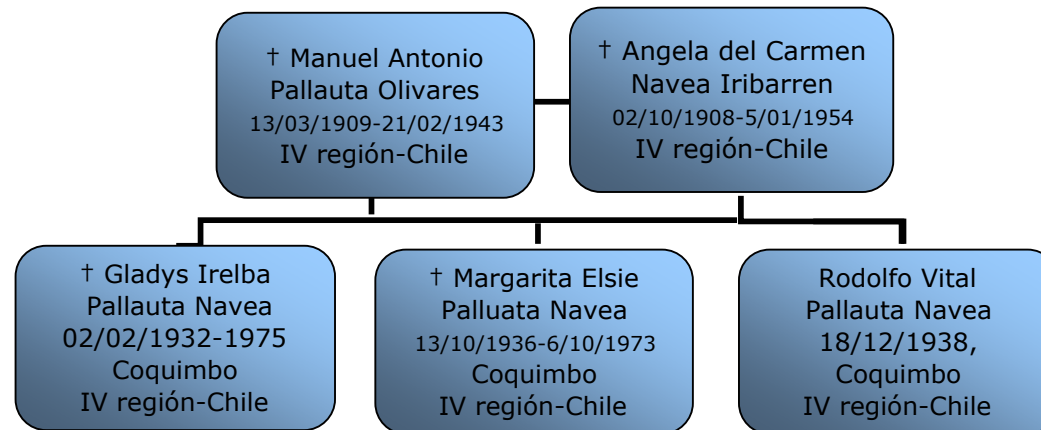 † Manuel Antonio
Pallauta Olivares
13/03/1909-21/02/1943
IV región-Chile
† Angela del Carmen
Navea Iribarren
02/10/1908-5/01/1954
IV región-Chile
† Gladys Irelba
Pallauta Navea
02/02/1932-1975
Coquimbo
IV región-Chile
† Margarita Elsie
Palluata Navea
13/10/1936-6/10/1973
Coquimbo
IV región-Chile
Rodolfo Vital
Pallauta Navea
18/12/1938,
Coquimbo
IV región-Chile